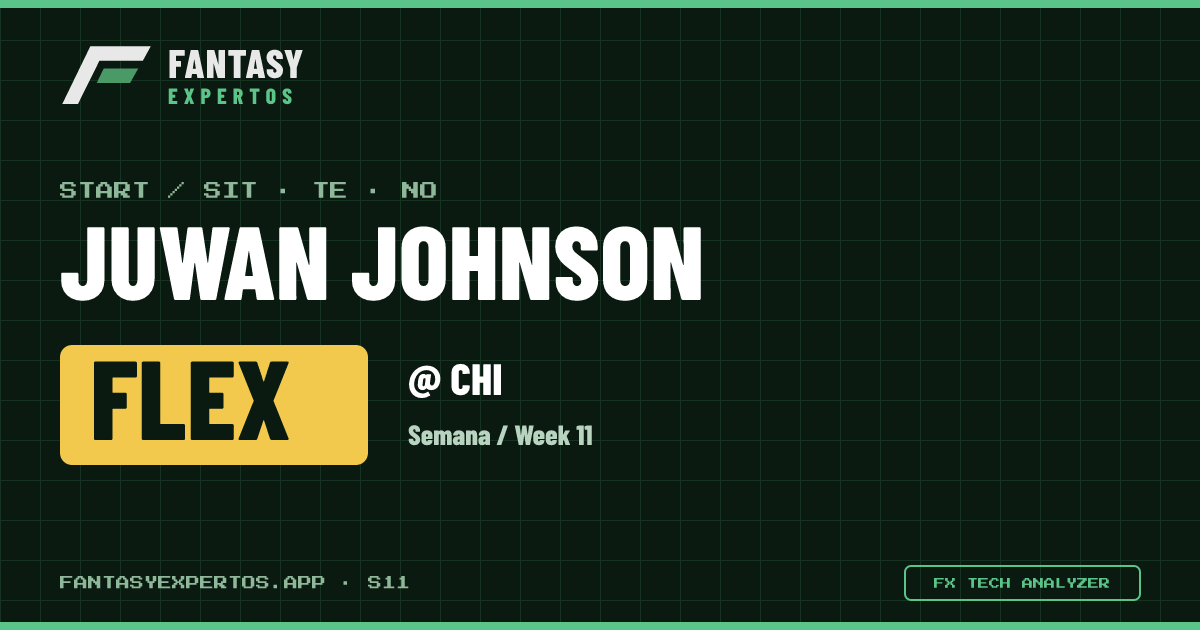 FANTASY
EXPERTOS
START / SIT · TE · NO
JUWAN JOHNSON
FLEX
@ CHI
Semana / Week 11
FANTASYEXPERTOS.APP · S11
FX TECH ANALYZER